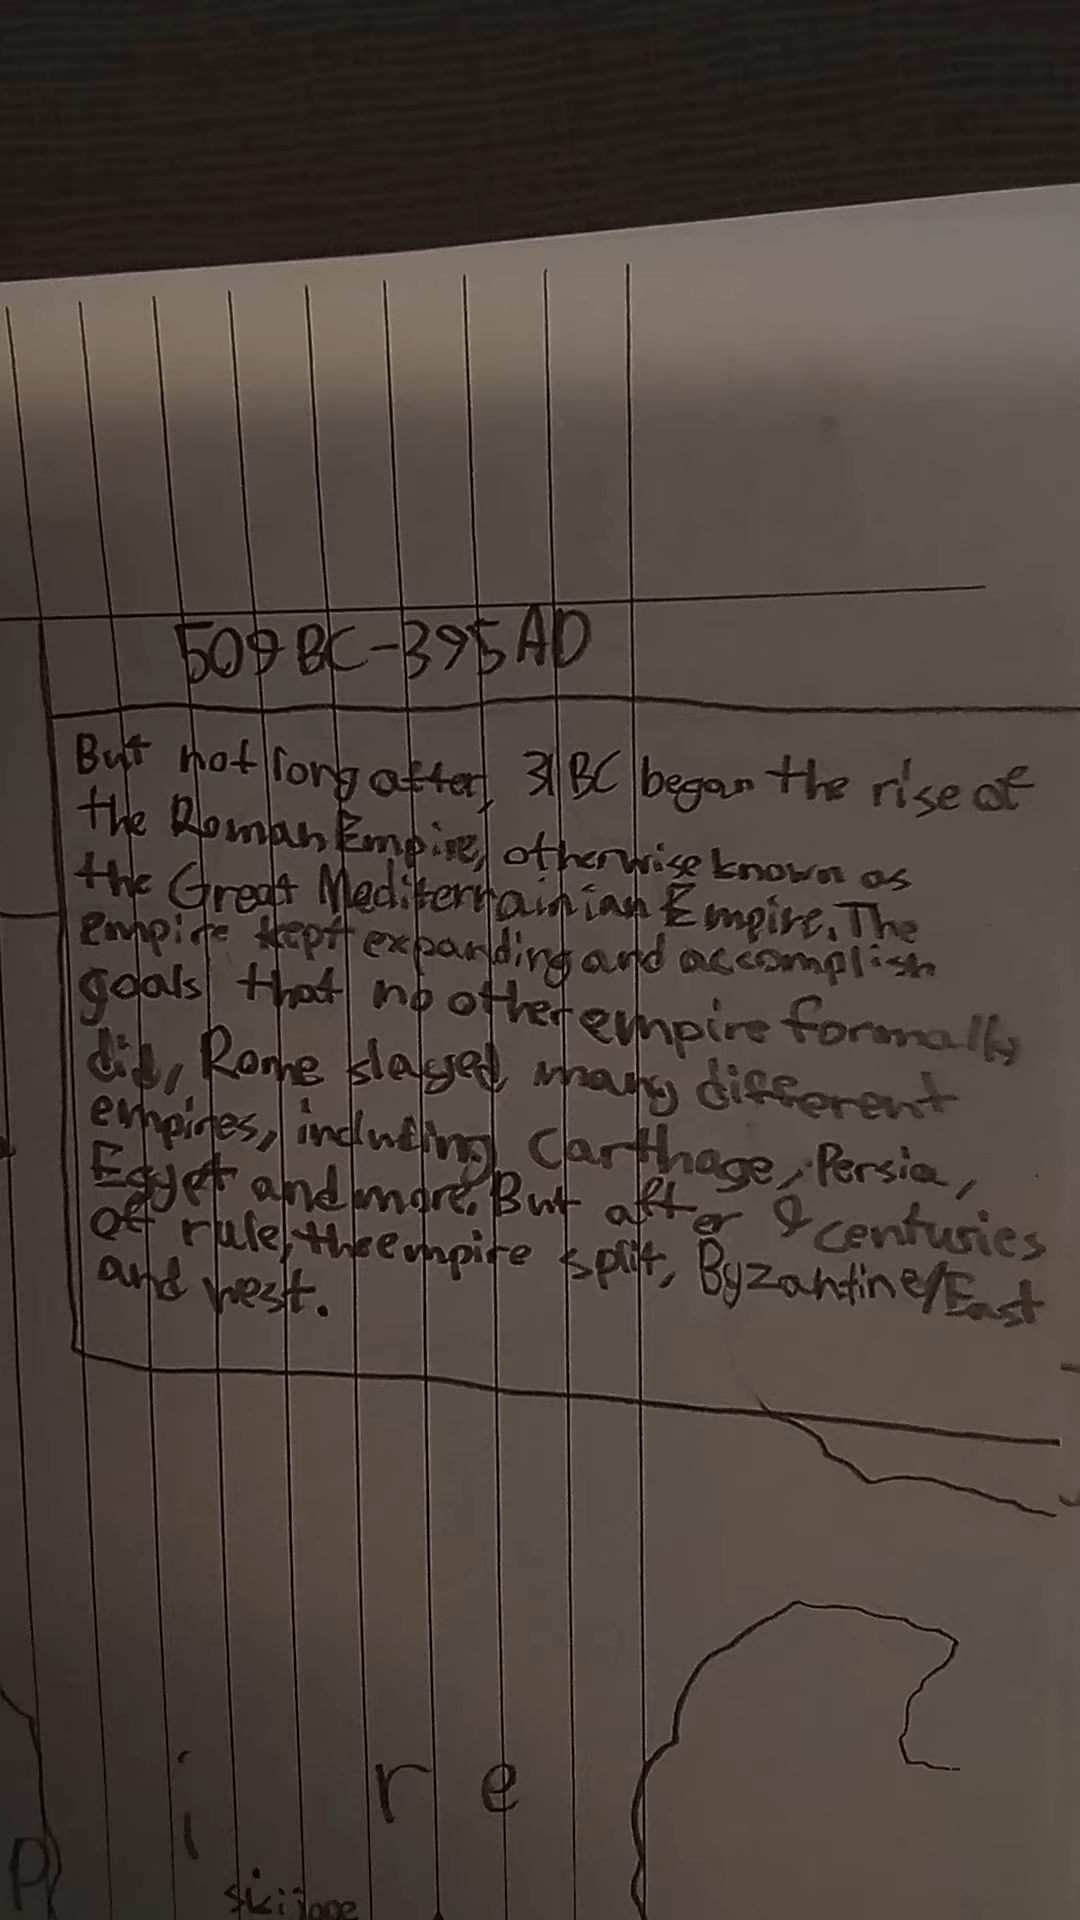 509 BC-395 AD
But not long after, 31 BC began the rise of
the Roman Empire, otherwise known as
the Great Mediterrainian Empire. The
empire kept expanding and accomplish
goals that no other empire formally
did, Rome slayed many different
empires, including Carthage, Persia,
Egypt and more. But after 9 centuries
of rule, the empire split, Byzantine/East
and west.
i r e
P